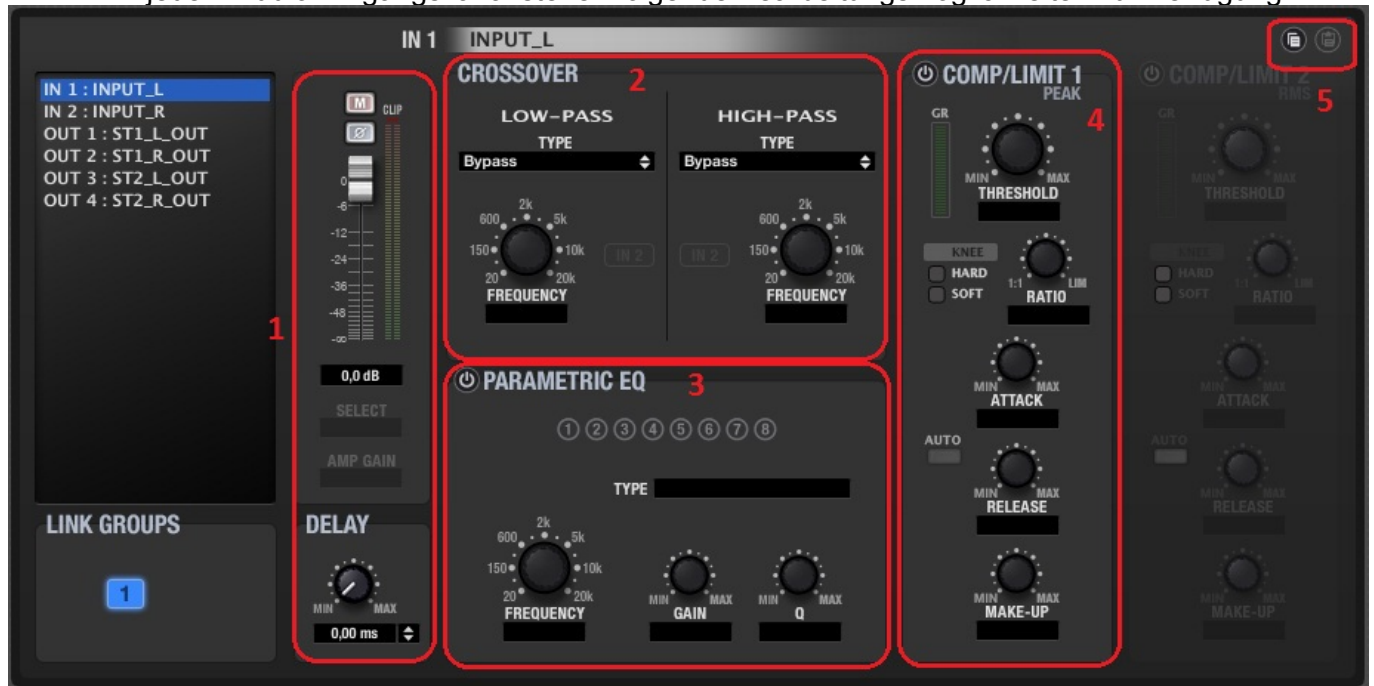 IN 1 INPUT_L
IN 1 : INPUT_L
IN 2 : INPUT_R
OUT 1 : ST1_L_OUT
OUT 2 : ST1_R_OUT
OUT 3 : ST2_L_OUT
OUT 4 : ST2_R_OUT
LINK GROUPS
1
1
M
CLIP
Ø
0
-6
-12
-24
-36
-48
-∞
0,0 dB
SELECT
AMP GAIN
DELAY
MIN MAX
0,00 ms
CROSSOVER 2
LOW-PASS
TYPE
Bypass
2k
600 5k
150 10k
20 20k
FREQUENCY
IN 2
HIGH-PASS
TYPE
Bypass
2k
600 5k
150 10k
20 20k
FREQUENCY
IN 2
PARAMETRIC EQ 3
1 2 3 4 5 6 7 8
TYPE
2k
600 5k
150 10k
20 20k
FREQUENCY
MIN MAX
GAIN
MIN MAX
Q
COMP/LIMIT 1
PEAK
4
GR
MIN MAX
THRESHOLD
KNEE
HARD
SOFT
1:1 LIM
RATIO
MIN MAX
ATTACK
AUTO
MIN MAX
RELEASE
MIN MAX
MAKE-UP
COMP/LIMIT 2
RMS
5
GR
MIN MAX
THRESHOLD
KNEE
HARD
SOFT
1:1 LIM
RATIO
MIN MAX
ATTACK
AUTO
MIN MAX
RELEASE
MIN MAX
MAKE-UP